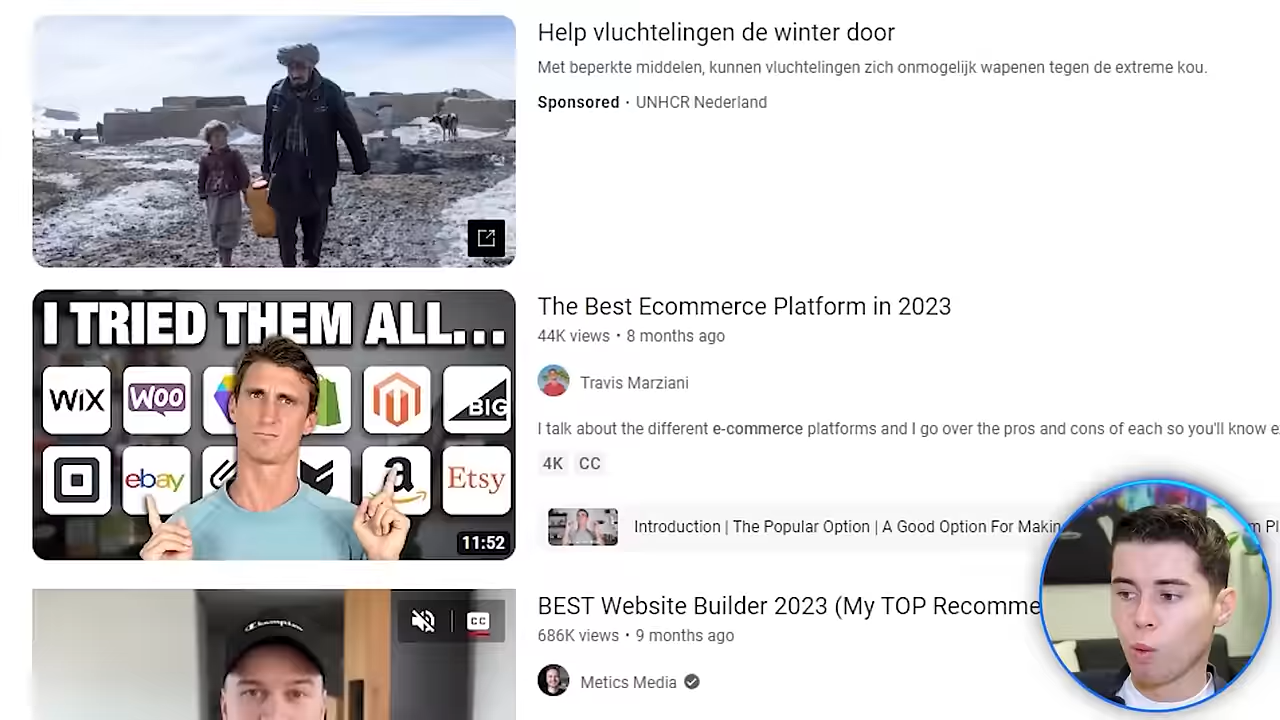 Help vluchtelingen de winter door
Met beperkte middelen, kunnen vluchtelingen zich onmogelijk wapenen tegen de extreme kou.
Sponsored · UNHCR Nederland
I TRIED THEM ALL...
WiX
WOO
BIG
ebay
a
Etsy
11:52
The Best Ecommerce Platform in 2023
44K views · 8 months ago
Travis Marziani
I talk about the different e-commerce platforms and I go over the pros and cons of each so you'll know
4K CC
Introduction | The Popular Option | A Good Option For
Champion
CC
BEST Website Builder 2023 (My TOP
686K views · 9 months ago
Metics Media